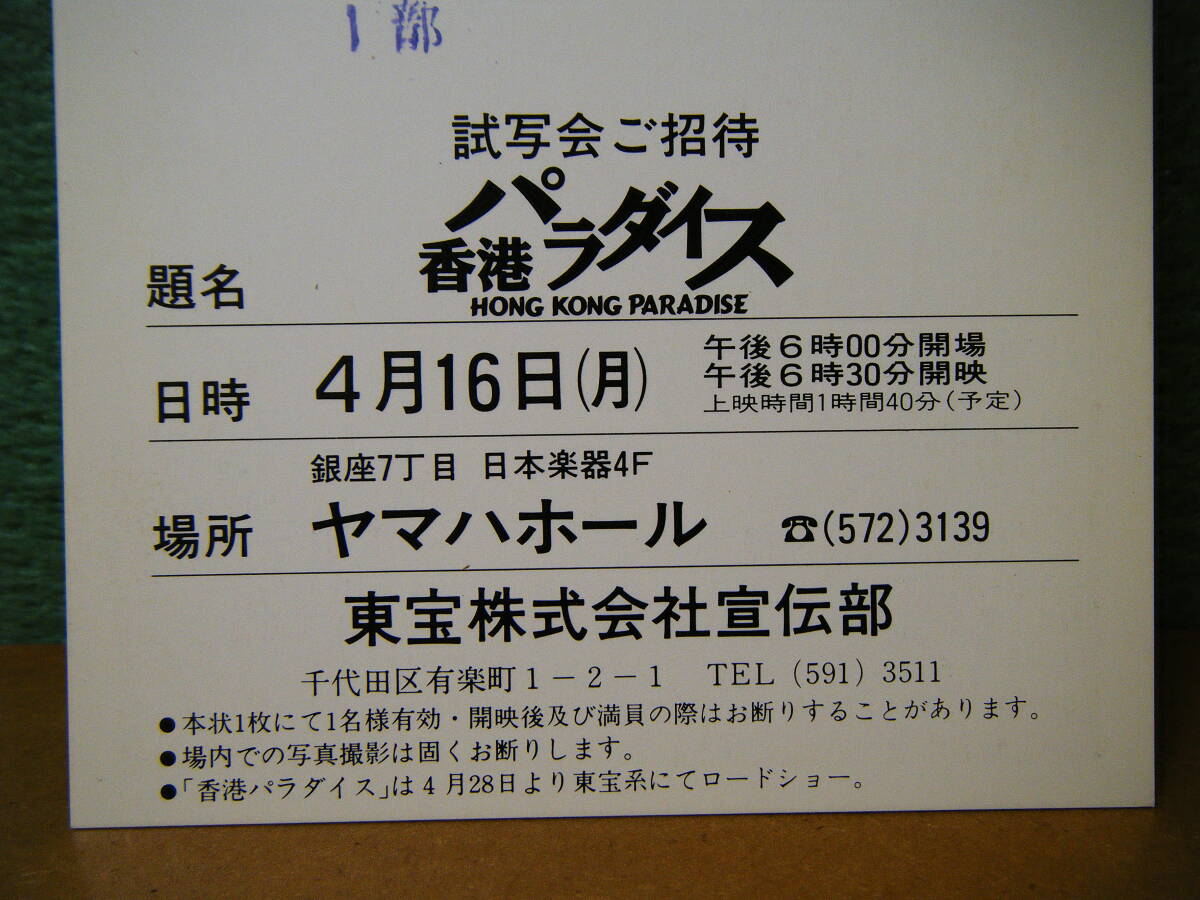 1部
試写会ご招待
題名 香港パラダイス
HONG KONG PARADISE
日時 4月16日(月)
午後6時00分開場
午後6時30分開映
上映時間1時間40分(予定)
銀座7丁目 日本楽器4F
場所 ヤマハホール ☎(572)3139
東宝株式会社宣伝部
千代田区有楽町1-2-1 TEL (591) 3511
●本状1枚にて1名様有効・開映後及び満員の際はお断りすることがあります。
●場内での写真撮影は固くお断りします。
●「香港パラダイス」は4月28日より東宝系にてロードショー。